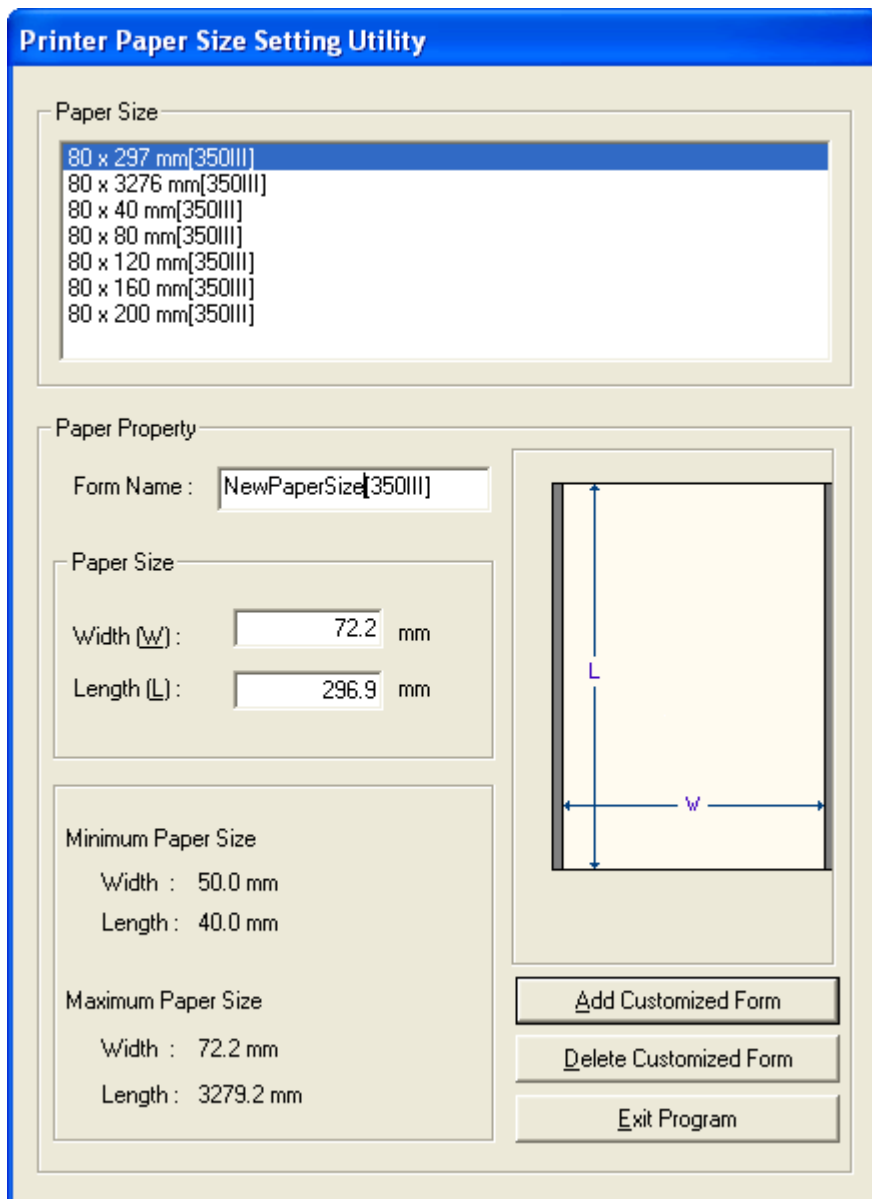 Printer Paper Size Setting Utility
Paper Size
80 x 297 mm[350III]
80 x 3276 mm[350III]
80 x 40 mm[350III]
80 x 80 mm[350III]
80 x 120 mm[350III]
80 x 160 mm[350III]
80 x 200 mm[350III]
Paper Property
Form Name : NewPaperSize[350III]
Paper Size
Width (W) : 72.2 mm
Length (L) : 296.9 mm
L
W
Minimum Paper Size
Width : 50.0 mm
Length : 40.0 mm
Maximum Paper Size
Width : 72.2 mm
Length : 3279.2 mm
Add Customized Form
Delete Customized Form
Exit Program